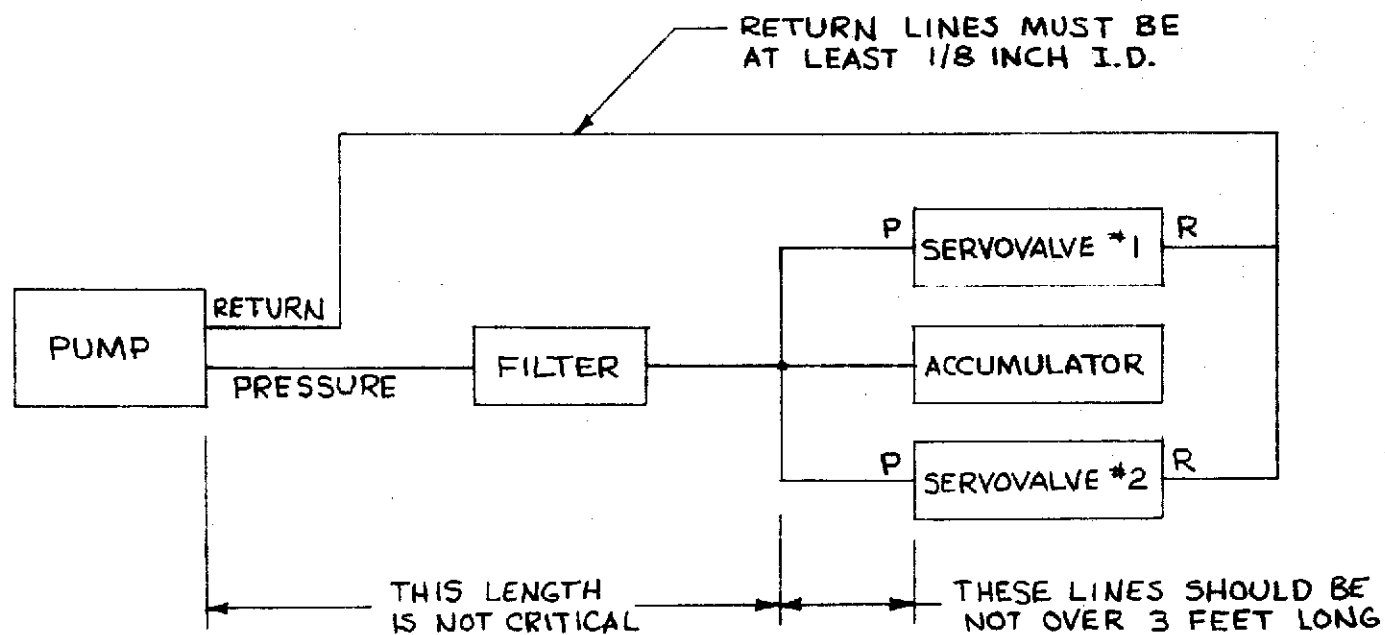 RETURN LINES MUST BE
AT LEAST 1/8 INCH I.D.
P
SERVOVALVE #1
R
RETURN
PUMP
FILTER
ACCUMULATOR
PRESSURE
P
SERVOVALVE #2
R
THIS LENGTH
IS NOT CRITICAL
THESE LINES SHOULD BE
NOT OVER 3 FEET LONG